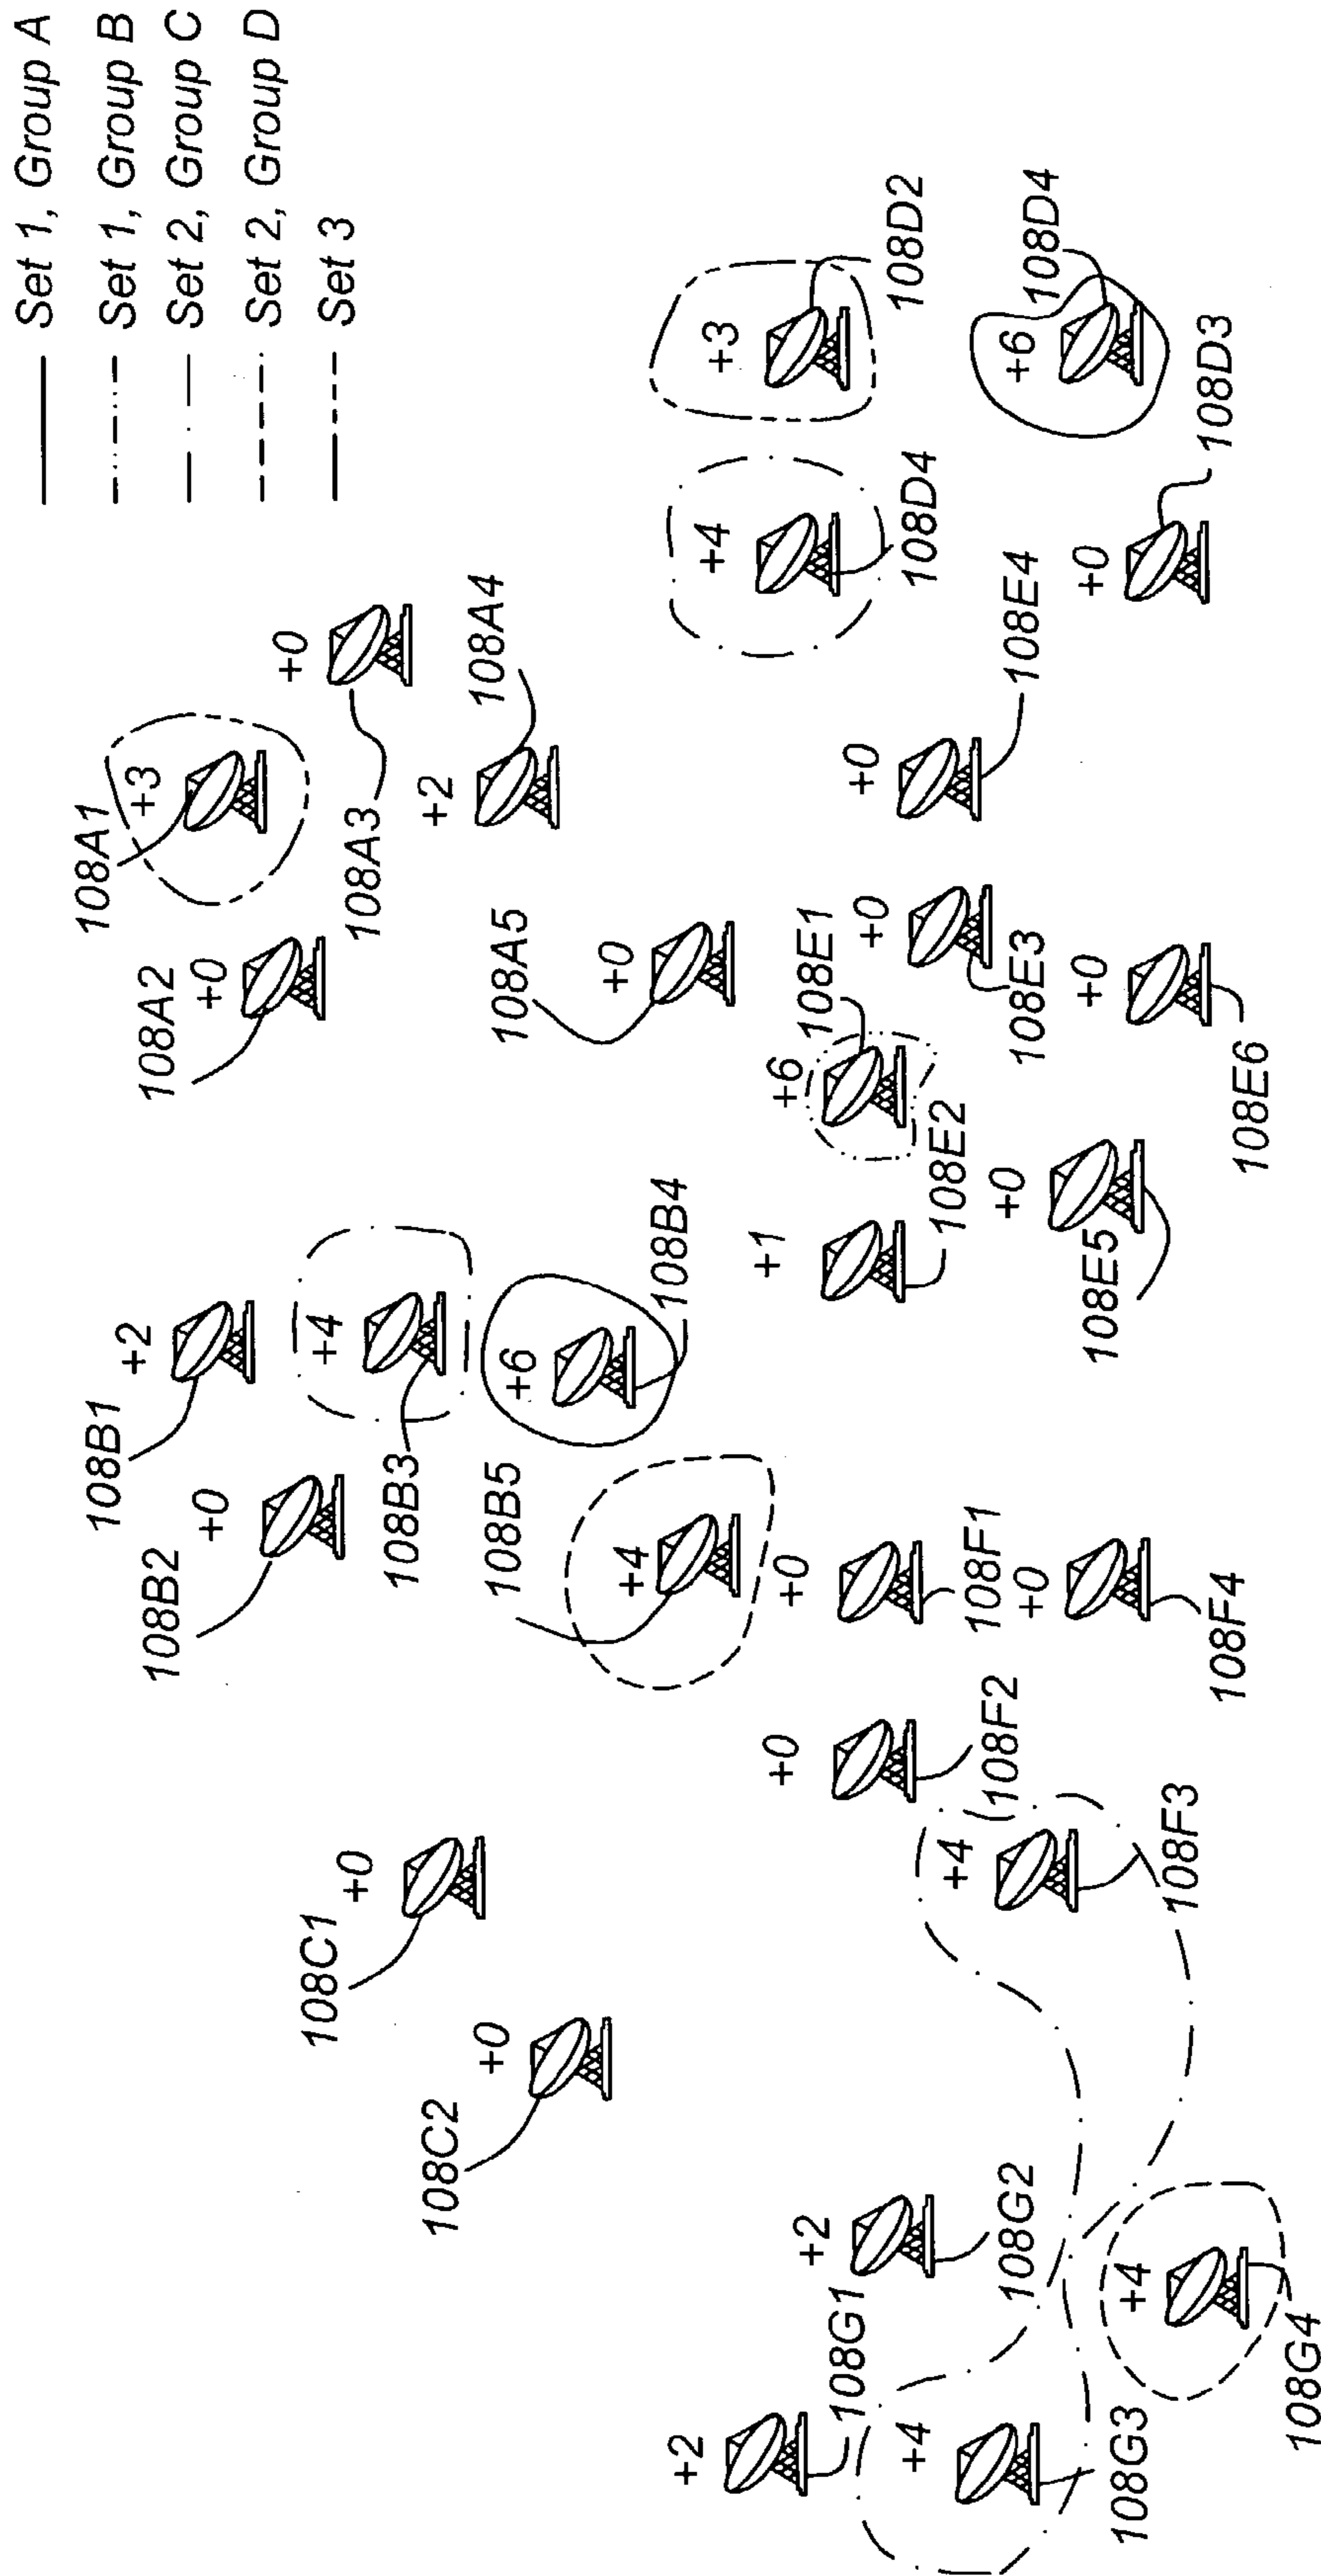 Set 1, Group A
Set 1, Group B
Set 2, Group C
Set 2, Group D
Set 3
108A1
+3
108B1
+2
108B2
+0
108A2
+0
+0
108A3
108C1
+0
+4
108B3
+2
108A4
108C2
+0
108B5
+4
+6
108B4
108A5
+0
+2
108G1
+4
108D4
+3
108D2
+1
108E2
+6
108E1
+0
108F2
+0
108F1
+2
108G2
+0
108E3
+0
108E4
+4
108G3
+4
108F3
+0
108F4
+0
108E5
+6
108D4
+0
108E6
+0
108D3
+4
108G4